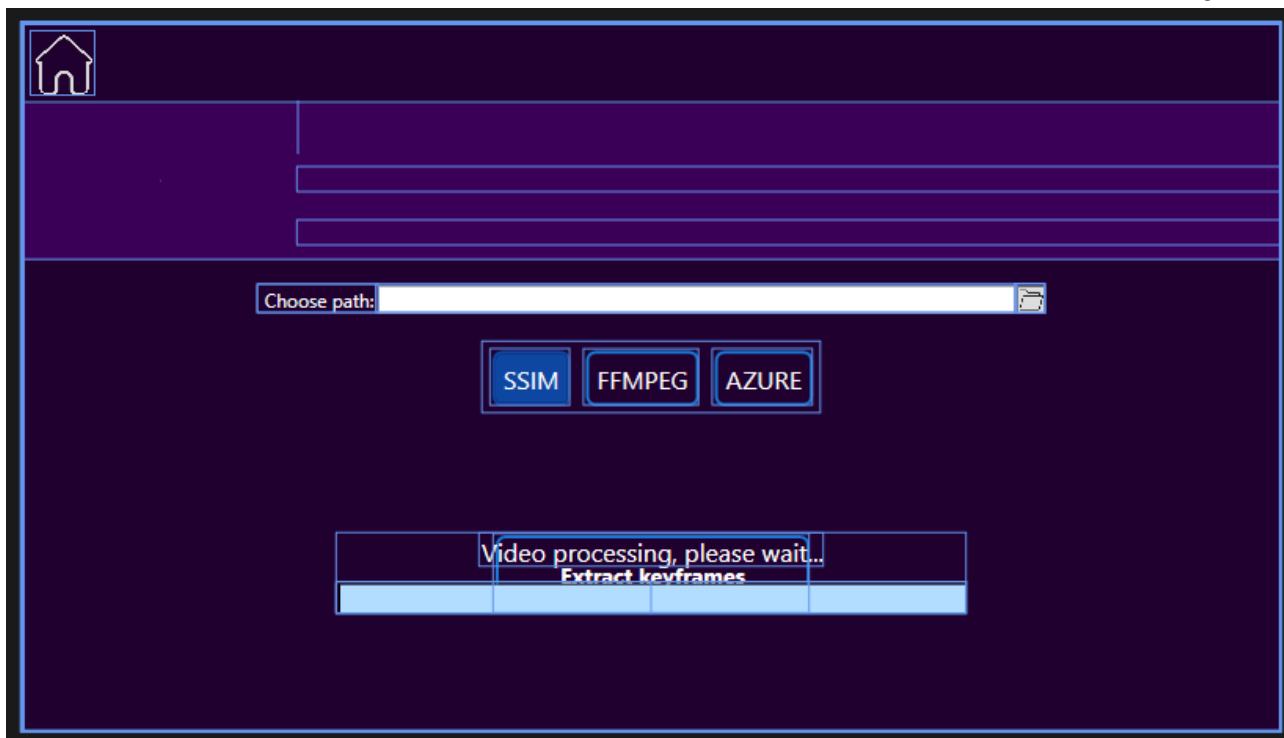 Choose path:
SSIM FFMPEG AZURE
Video processing, please wait...
Extract keyframes